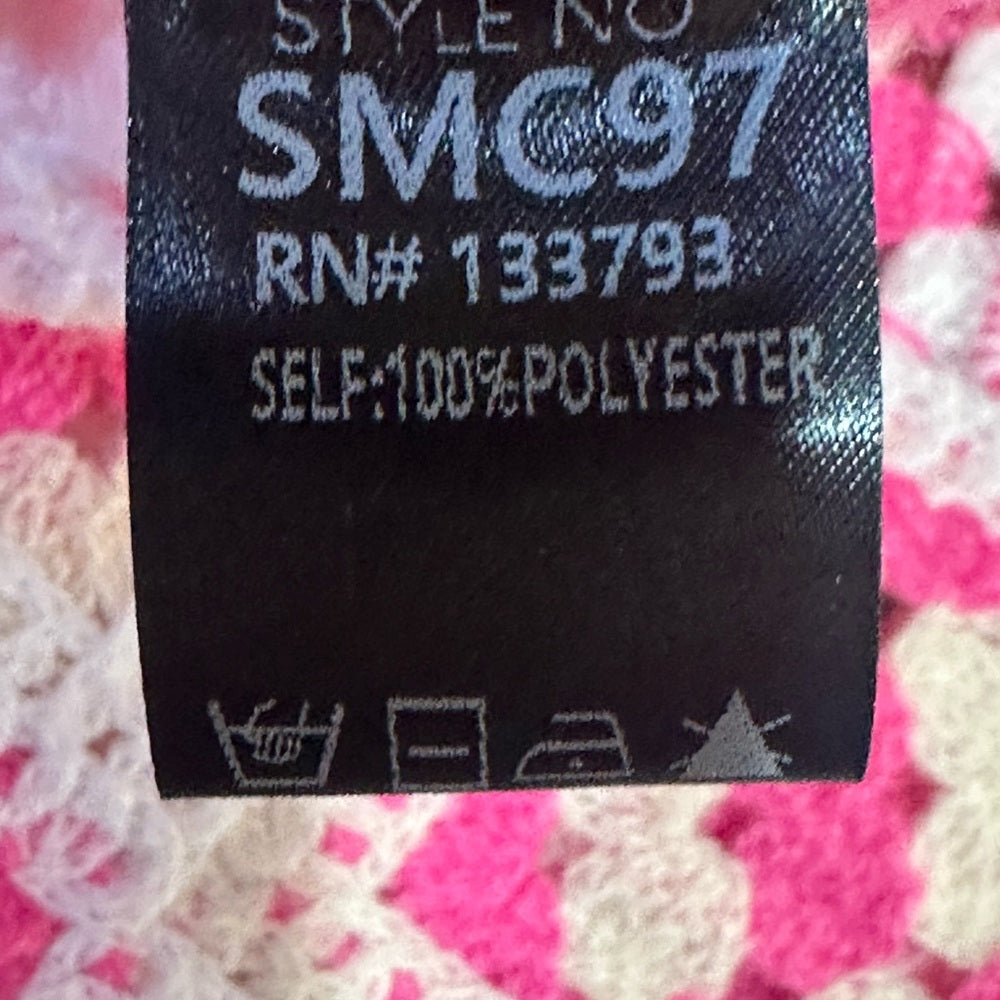 STYLE NO
SMC97
RN# 133793
SELF:100%POLYESTER